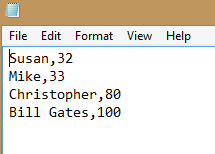 File Edit Format View Help
Susan,32
Mike,33
Christopher,80
Bill Gates,100